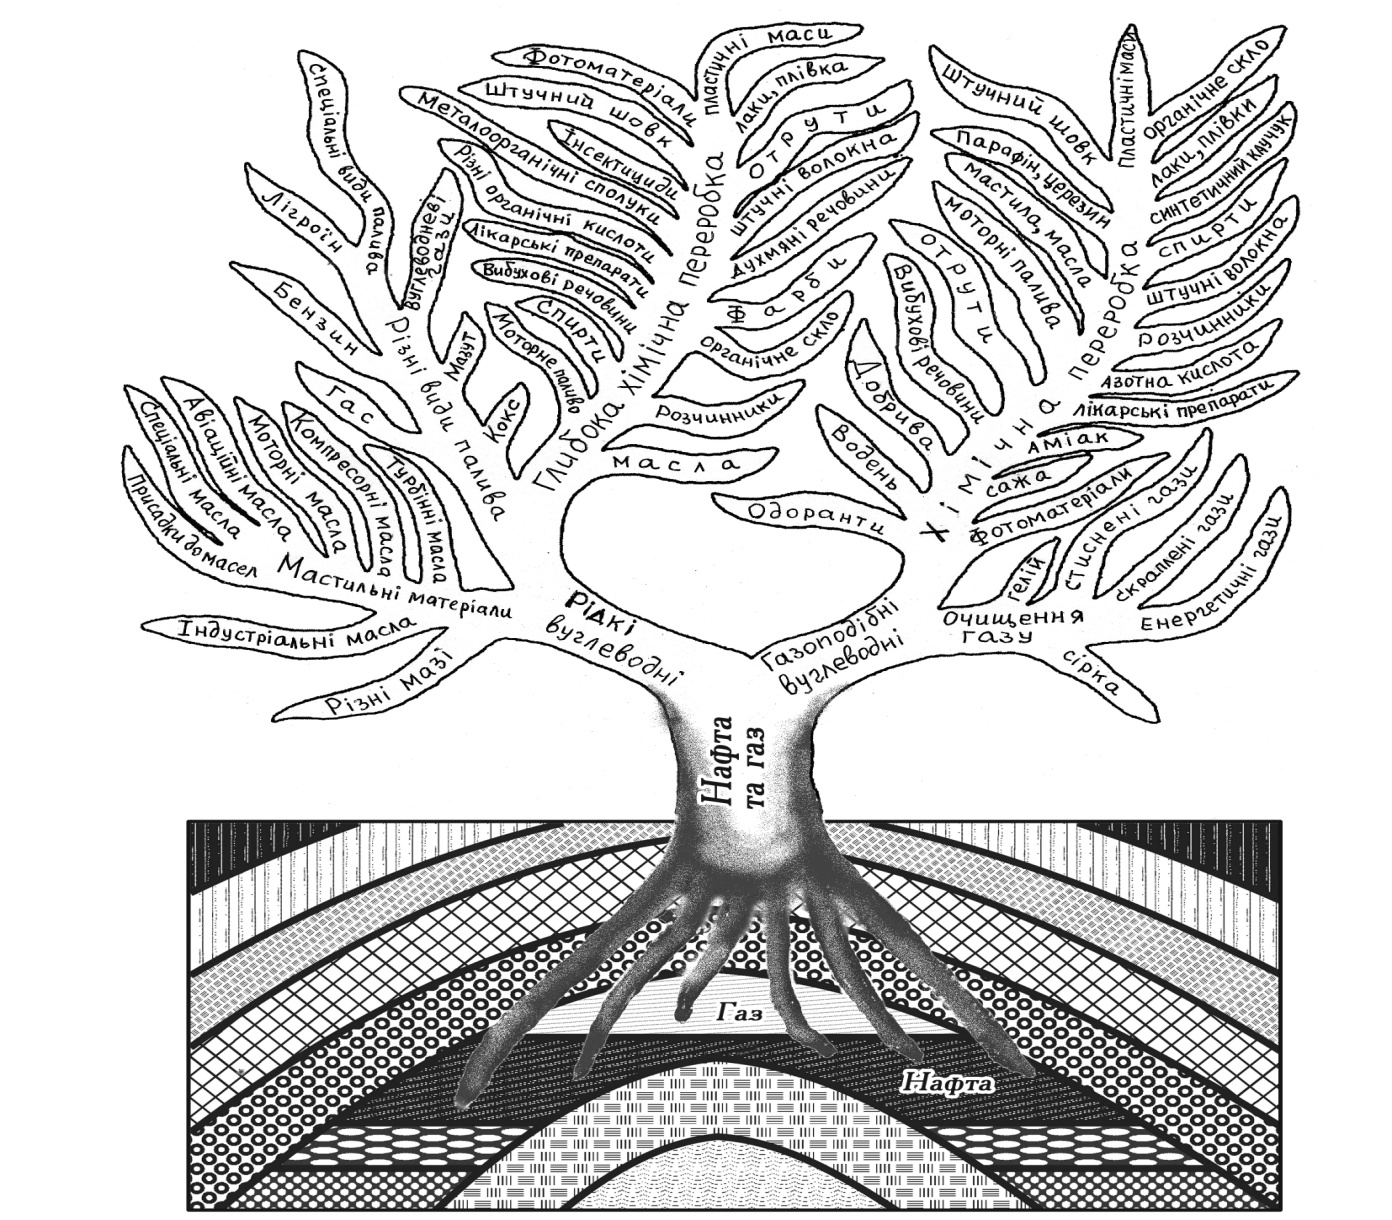 Спеціальні види палива
Лігроїн
Бензин
Гас
Вуглеводневі
гази
Мазут
Кокс
Різні види палива
Спеціальні масла
Авіаційні масла
Моторні масла
Компресорні масла
Турбінні масла
Присадки до масел
Мастильні матеріали
Індустріальні масла
Різні мазі
Фотоматеріали
Штучний шовк
Металоорганічні сполуки
Інсектициди
Різні органічні кислоти
Лікарські препарати
Вибухові речовини
Спирти
Моторне паливо
Глибока хімічна переробка
Пластичні маси
Лаки, плівка
Отрути
Штучні волокна
Духмяні речовини
Фарби
Органічне скло
Розчинники
Масла
Рідкі
вуглеводні
Штучний шовк
Парафін, церезин
Мастила, масла
Моторні палива
Отрути
Вибухові речовини
Добрива
Водень
Одоранти
Хімічна переробка
Пластичні маси
Органічне скло
Лаки, плівки
Синтетичний каучук
Спирти
Штучні волокна
Розчинники
Азотна кислота
Лікарські препарати
Аміак
Сажа
Фотоматеріали
Гелій
Стиснені гази
Скраплені гази
Енергетичні гази
Очищення
газу
Сірка
Газоподібні
вуглеводні
Нафта
та газ
Газ
Нафта